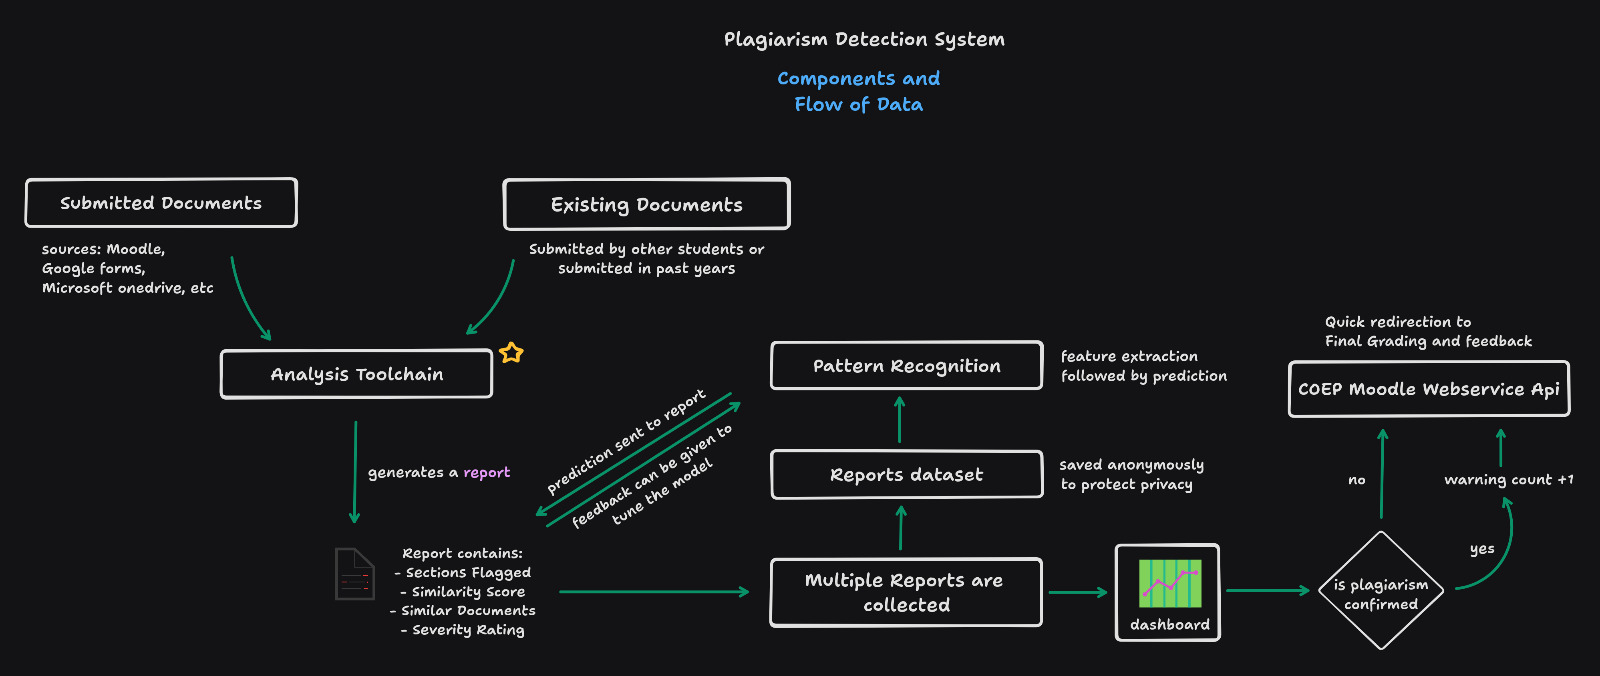 Plagiarism Detection System
Components and
Flow of Data
Submitted Documents
sources: Moodle,
Google forms,
Microsoft onedrive, etc
Existing Documents
Submitted by other students or
submitted in past years
Analysis Toolchain
generates a report
Report contains:
- Sections Flagged
- Similarity Score
- Similar Documents
- Severity Rating
prediction sent to report
feedback can be given to
tune the model
Pattern Recognition
feature extraction
followed by prediction
Reports dataset
saved anonymously
to protect privacy
Multiple Reports are
collected
dashboard
is plagiarism
confirmed
no
yes
warning count +1
Quick redirection to
Final Grading and feedback
COEP Moodle Webservice Api